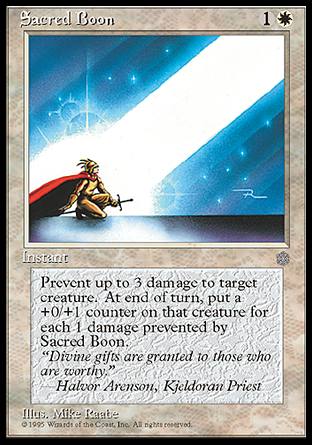 Sacred Boon 1
Instant
Prevent up to 3 damage to target
creature. At end of turn, put a
+0/+1 counter on that creature for
each 1 damage prevented by
Sacred Boon.
"Divine gifts are granted to those who
are worthy."
— Halvor Arenson, Kjeldoran Priest
Illus. Mike Raabe
© 1995 Wizards of the Coast, Inc. All rights reserved.